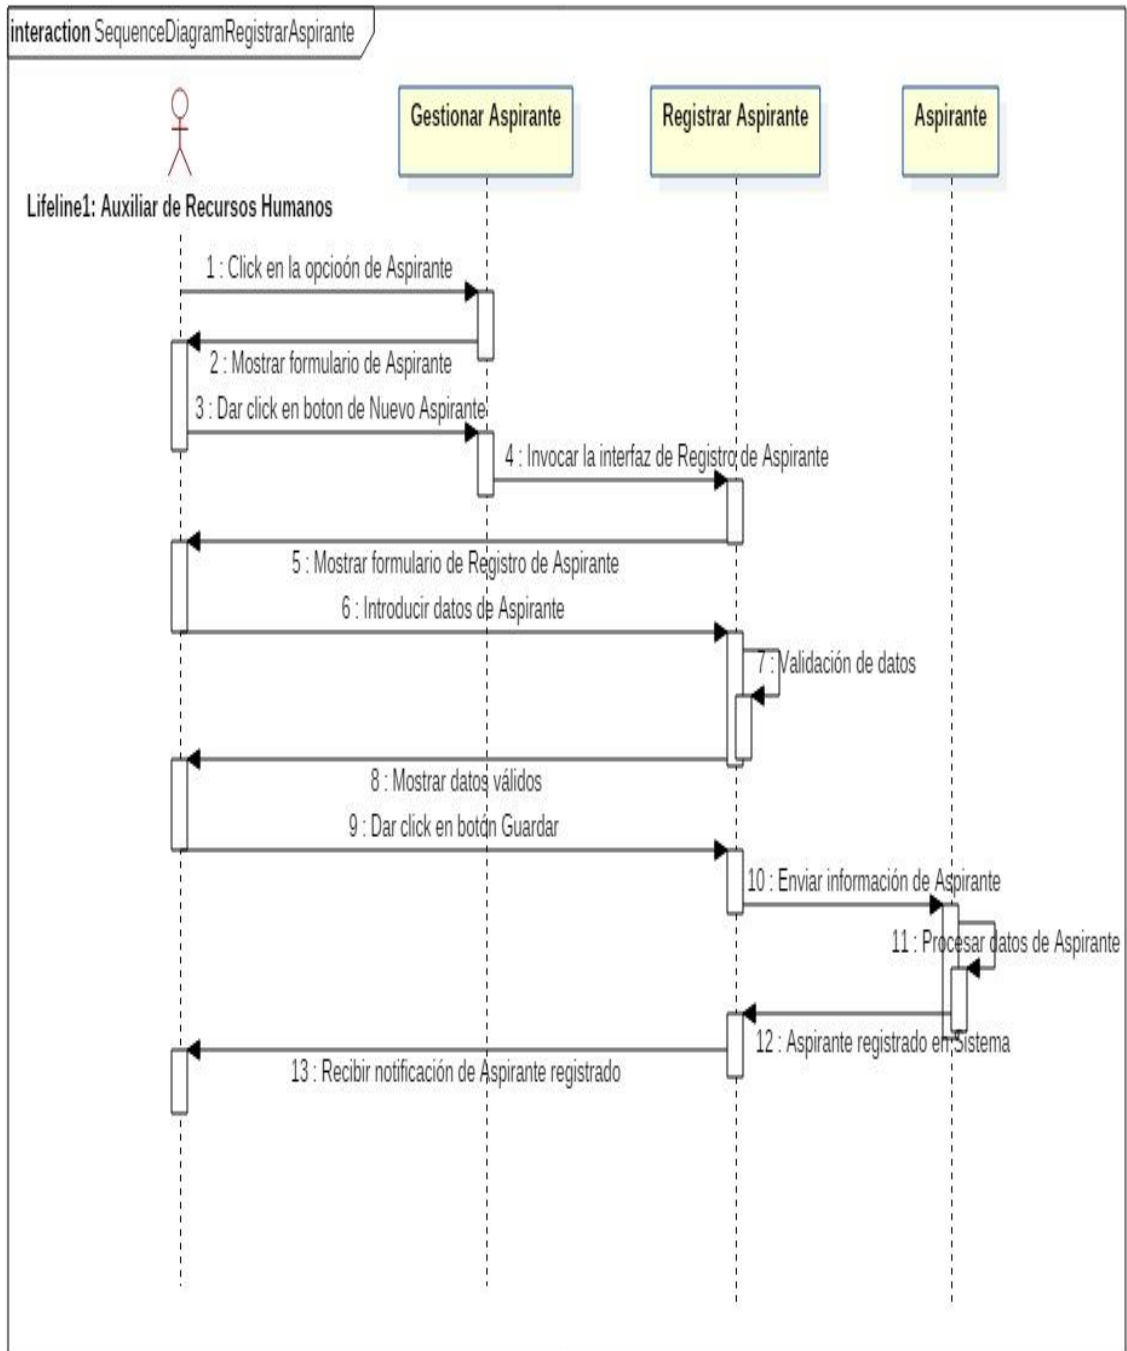 interaction SequenceDiagramRegistrarAspirante
Gestionar Aspirante
Registrar Aspirante
Aspirante
Lifeline1: Auxiliar de Recursos Humanos
1 : Click en la opcioón de Aspirante
2 : Mostrar formulario de Aspirante
3 : Dar click en boton de Nuevo Aspirante
4 : Invocar la interfaz de Registro de Aspirante
5 : Mostrar formulario de Registro de Aspirante
6 : Introducir datos de Aspirante
7 : Validación de datos
8 : Mostrar datos válidos
9 : Dar click en botón Guardar
10 : Enviar información de Aspirante
11 : Procesar datos de Aspirante
12 : Aspirante registrado en Sistema
13 : Recibir notificación de Aspirante registrado